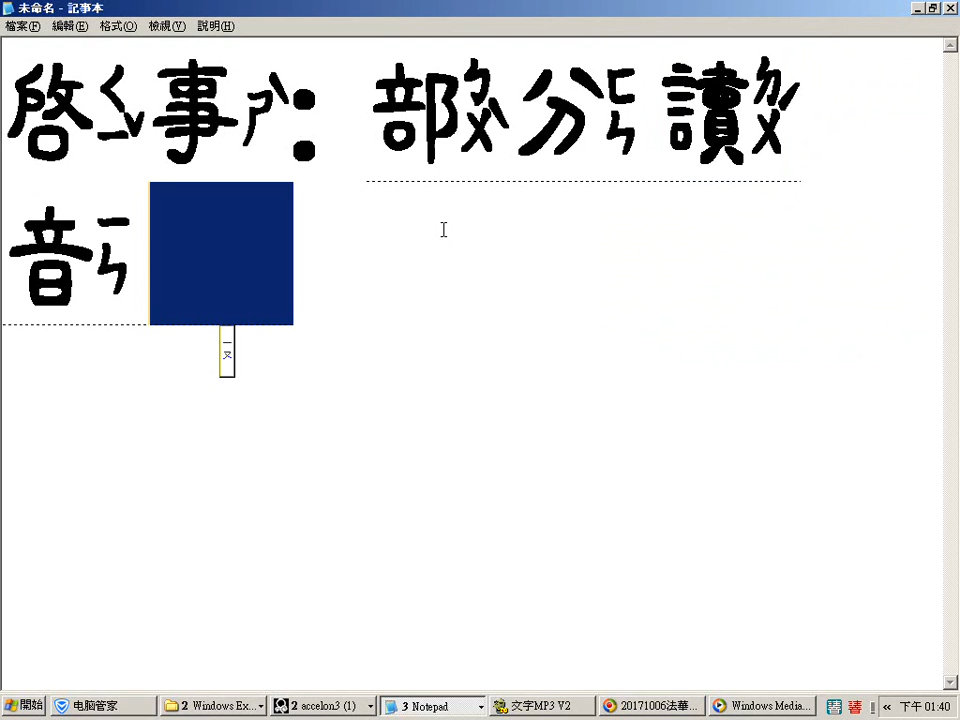 未命名 - 記事本
檔案(F) 編輯(E) 格式(O) 檢視(V) 說明(H)
啓事： 部分讀
音
ㄧㄡ
開始 电脑管家 2 Windows Ex... 2 accelon3 (1) 3 Notepad 文字MP3 V2 20171006法華... Windows Media... « 下午 01:40